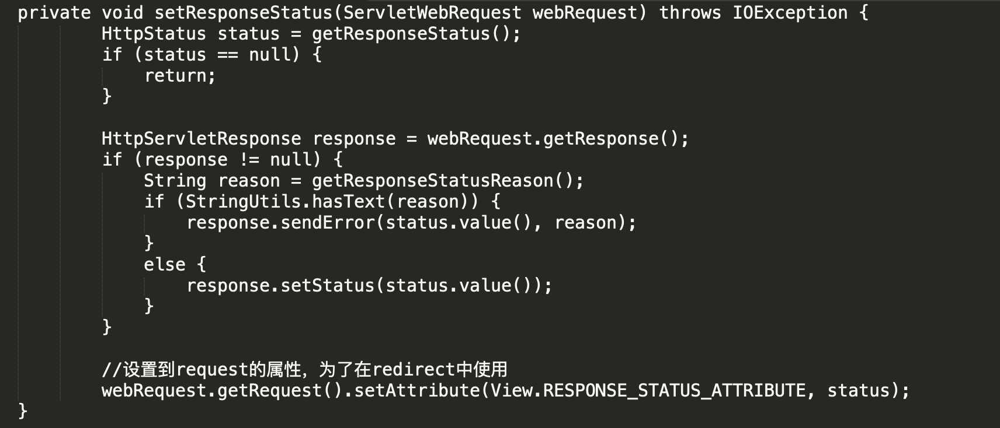 private void setResponseStatus(ServletWebRequest webRequest) throws IOException {
        HttpStatus status = getResponseStatus();
        if (status == null) {
            return;
        }

        HttpServletResponse response = webRequest.getResponse();
        if (response != null) {
            String reason = getResponseStatusReason();
            if (StringUtils.hasText(reason)) {
                response.sendError(status.value(), reason);
            }
            else {
                response.setStatus(status.value());
            }
        }

        //设置到request的属性，为了在redirect中使用
        webRequest.getRequest().setAttribute(View.RESPONSE_STATUS_ATTRIBUTE, status);
}